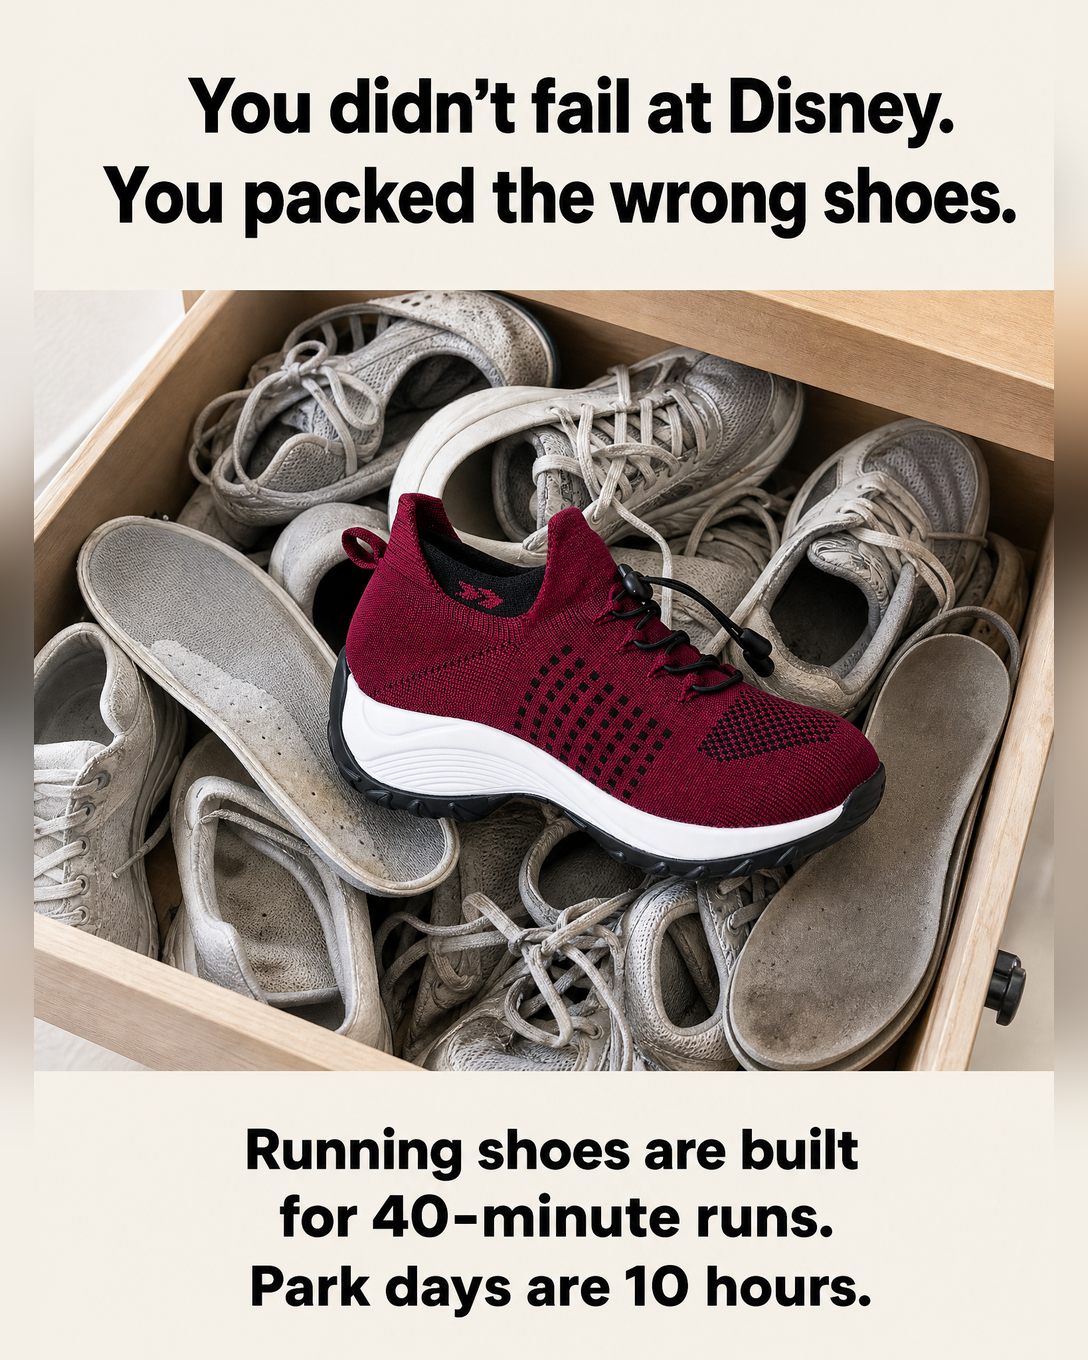 You didn’t fail at Disney.
You packed the wrong shoes.
Running shoes are built
for 40-minute runs.
Park days are 10 hours.